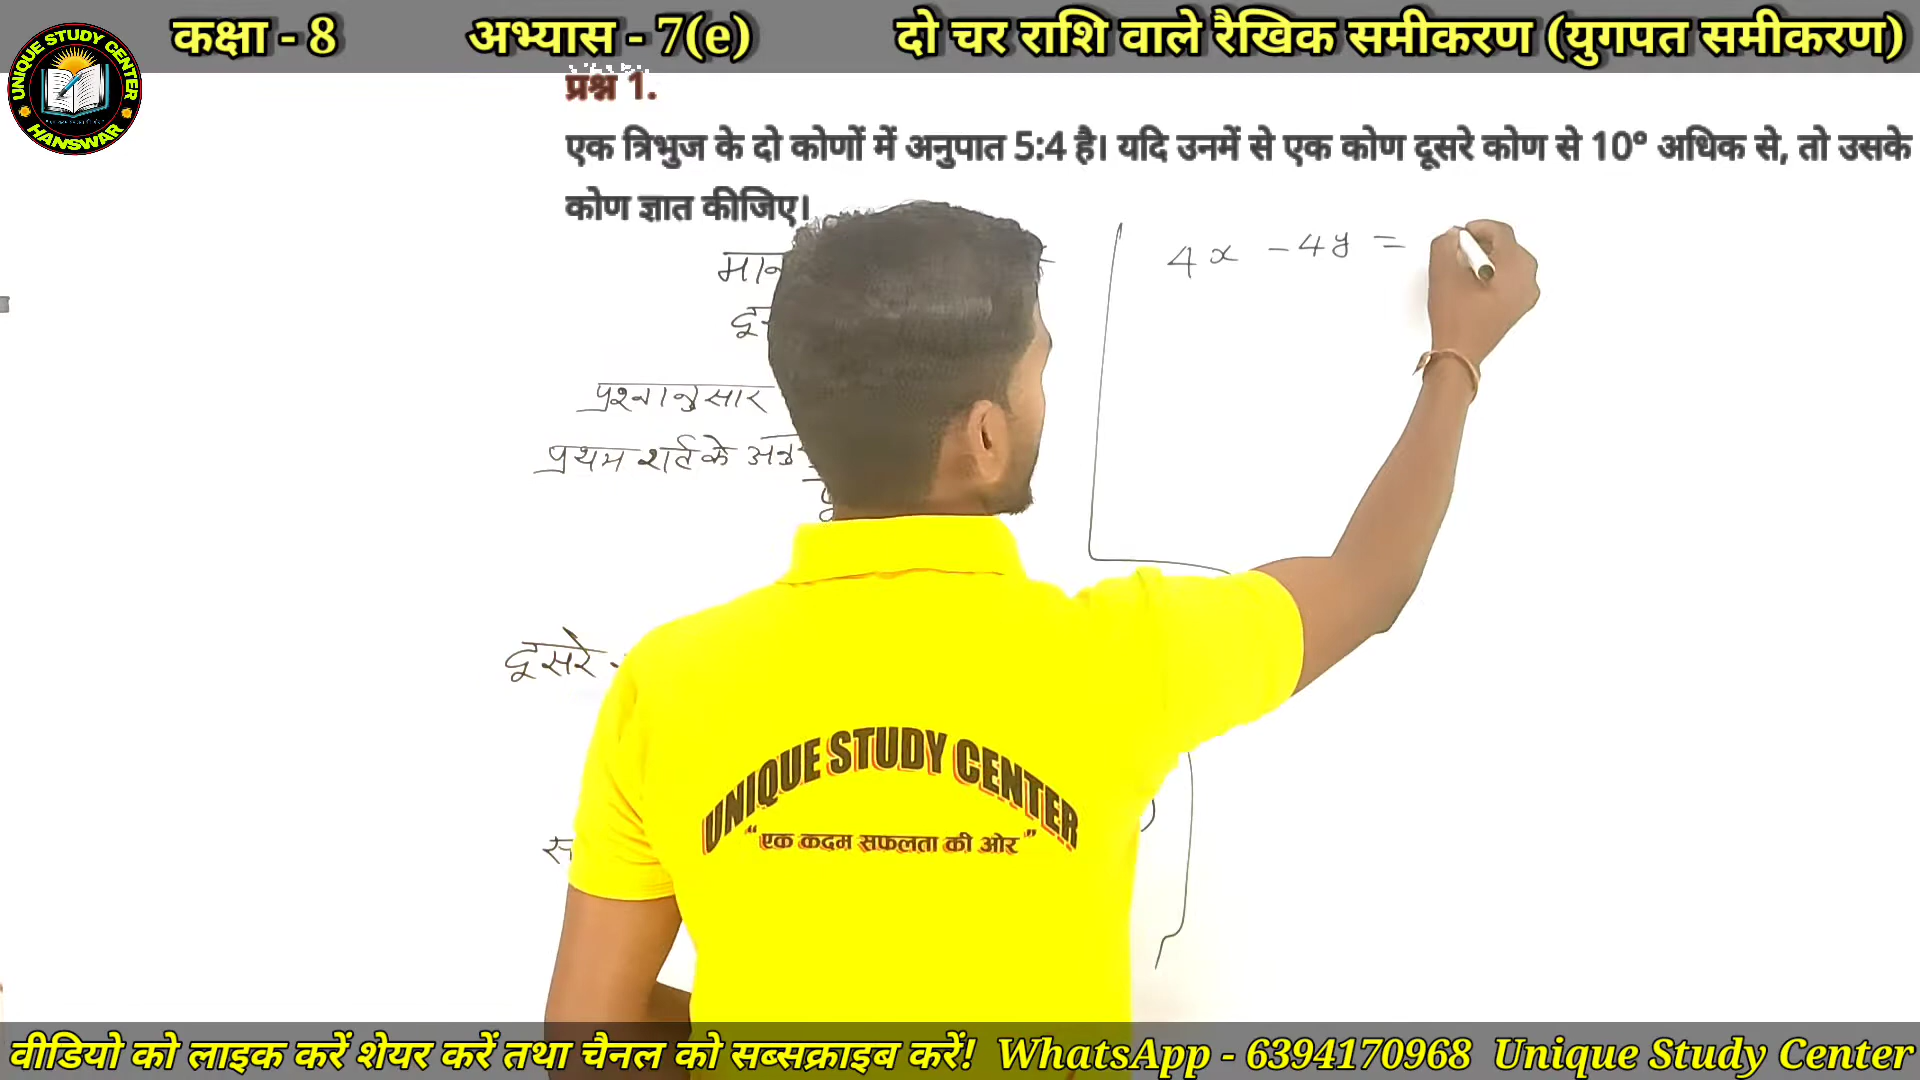 कक्षा - 8 अभ्यास - 7(e) दो चर राशि वाले रैखिक समीकरण (युगपत समीकरण)
UNIQUE STUDY CENTER
HANSWAR
प्रश्न 1.
एक त्रिभुज के दो कोणों में अनुपात 5:4 है। यदि उनमें से एक कोण दूसरे कोण से 10° अधिक से, तो उसके
कोण ज्ञात कीजिए।
4x - 4y =
प्रश्नानुसार
प्रथम शर्त के
दूसरे
UNIQUE STUDY CENTER
“एक कदम सफलता की ओर”
वीडियो को लाइक करें शेयर करें तथा चैनल को सब्सक्राइब करें! WhatsApp - 6394170968 Unique Study Center